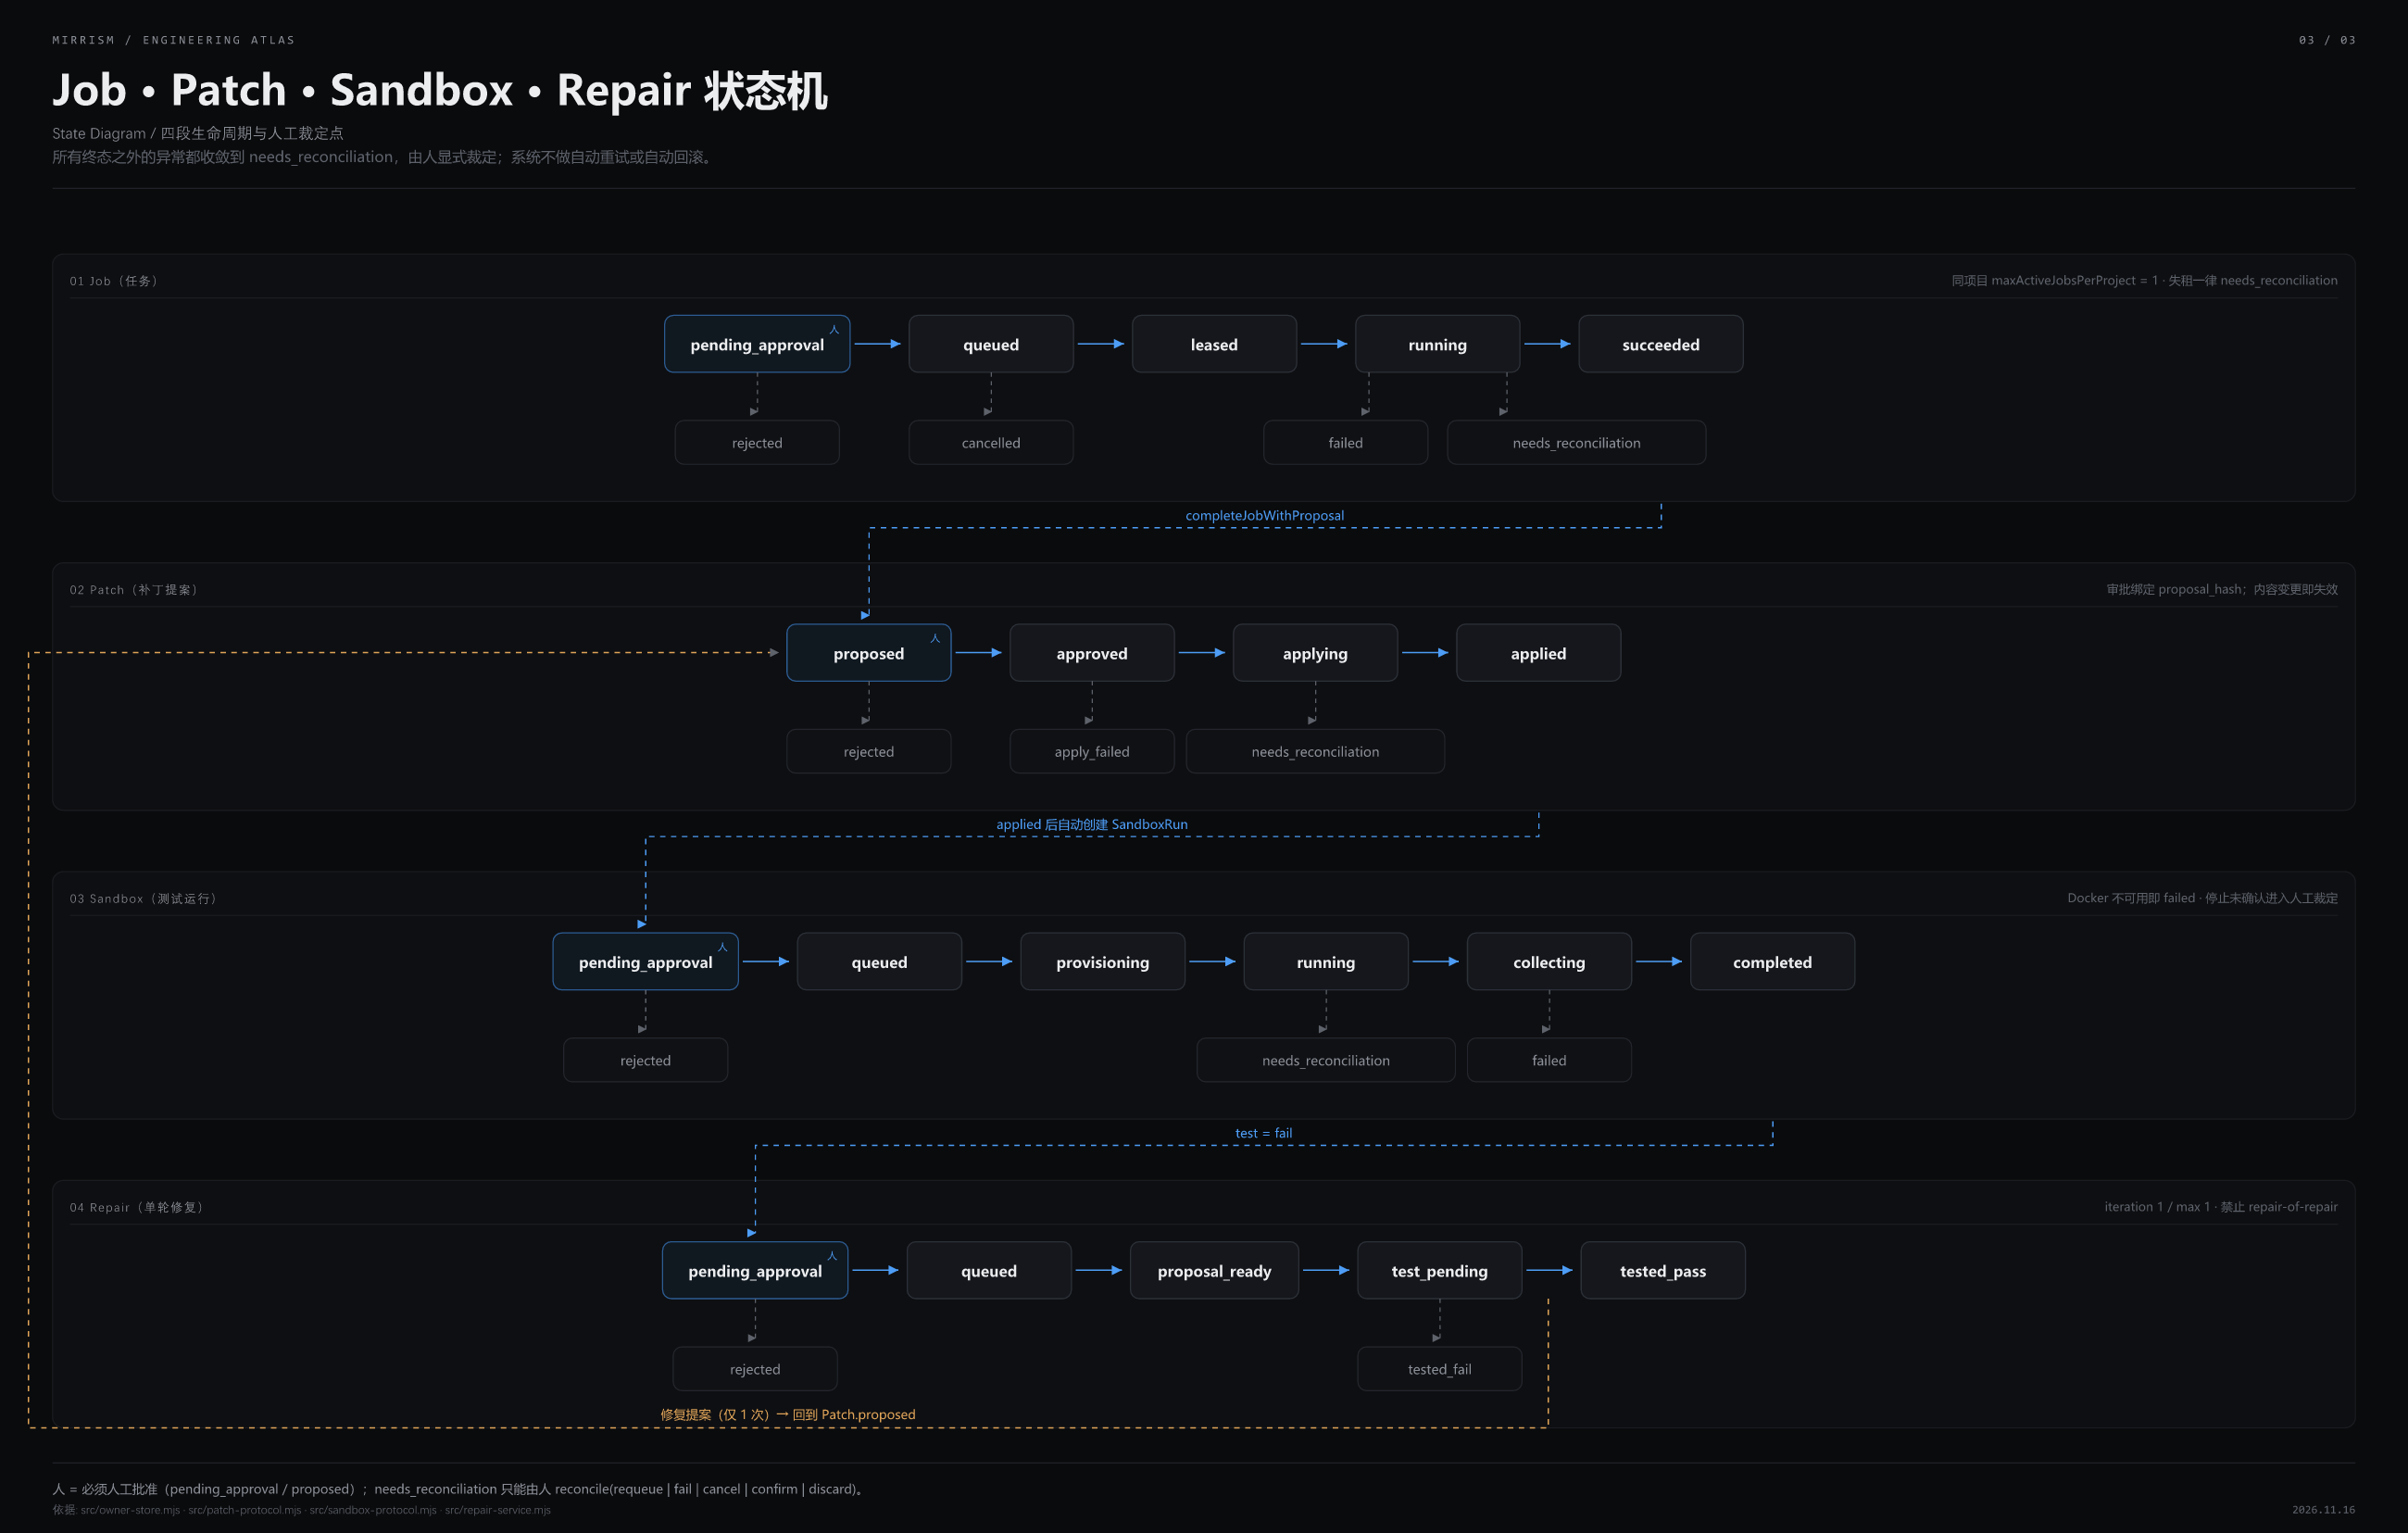 MIRRISM / ENGINEERING ATLAS
03 / 03
Job • Patch • Sandbox • Repair 状态机
State Diagram / 四段生命周期与人工裁定点
所有终态之外的异常都收敛到 needs_reconciliation，由人显式裁定；系统不做自动重试或自动回滚。
01 Job（任务）
同项目 maxActiveJobsPerProject = 1 · 失租一律 needs_reconciliation
人
pending_approval
queued
leased
running
succeeded
rejected
cancelled
failed
needs_reconciliation
completeJobWithProposal
02 Patch（补丁提案）
审批绑定 proposal_hash；内容变更即失效
人
proposed
approved
applying
applied
rejected
apply_failed
needs_reconciliation
applied 后自动创建 SandboxRun
03 Sandbox（测试运行）
Docker 不可用即 failed · 停止未确认进入人工裁定
人
pending_approval
queued
provisioning
running
collecting
completed
rejected
needs_reconciliation
failed
test = fail
04 Repair（单轮修复）
iteration 1 / max 1 · 禁止 repair-of-repair
人
pending_approval
queued
proposal_ready
test_pending
tested_pass
rejected
tested_fail
修复提案（仅 1 次）→ 回到 Patch.proposed
人 = 必须人工批准（pending_approval / proposed）；needs_reconciliation 只能由人 reconcile(requeue | fail | cancel | confirm | discard)。
依据: src/owner-store.mjs · src/patch-protocol.mjs · src/sandbox-protocol.mjs · src/repair-service.mjs
2026.11.16